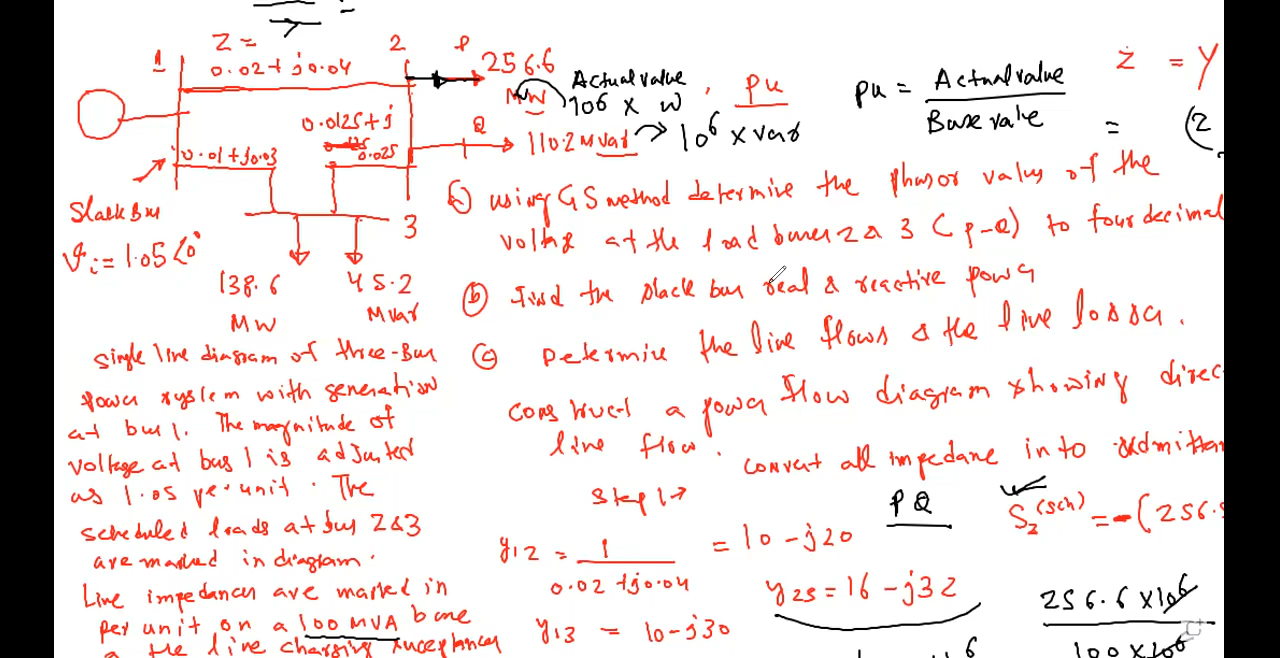 1
Z =
0.02 + j0.04
2
P
256.6
MW
Actual value
10^6 × W
, pu
pu = Actual value / Base value
Z = Y
= (2
0.0125 + j
0.025
Q
110.2 Mvar
10^6 × var
0.01 + j0.03
Slack Bus
V1 = 1.05 ∠0°
3
138.6
MW
45.2
Mvar
a) Using GS method determine the phasor value of the
voltage at the load buses 2 & 3 (P-Q) to four decimal
b) Find the slack bus real & reactive power
c) Determine the line flows & the line losses.
construct a power flow diagram showing direc
line flow.
Single line diagram of three-Bus
power system with generation
at bus 1. The magnitude of
voltage at bus 1 is adjusted
as 1.05 per unit. The
scheduled loads at bus 2 & 3
are marked in diagram.
Line impedances are marked in
per unit on a 100 MVA base
the line charging susceptances
convert all impedance in to admittan
Step 1 →
PQ
S2^(sch) = -(256.
y12 = 1 / 0.02 + j0.04 = 10 - j20
y23 = 16 - j32
y13 = 10 - j30
256.6 × 10^6
100 × 10^6
6